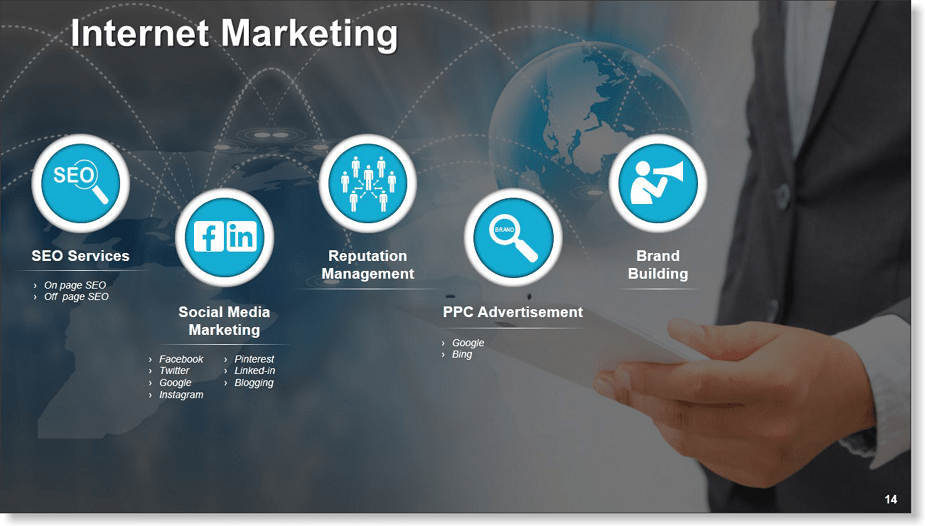 Internet Marketing
SEO
SEO Services
› On page SEO
› Off page SEO
f in
Social Media
Marketing
› Facebook
› Twitter
› Google
› Instagram
› Pinterest
› Linked-in
› Blogging
Reputation
Management
BRAND
PPC Advertisement
› Google
› Bing
Brand
Building
14